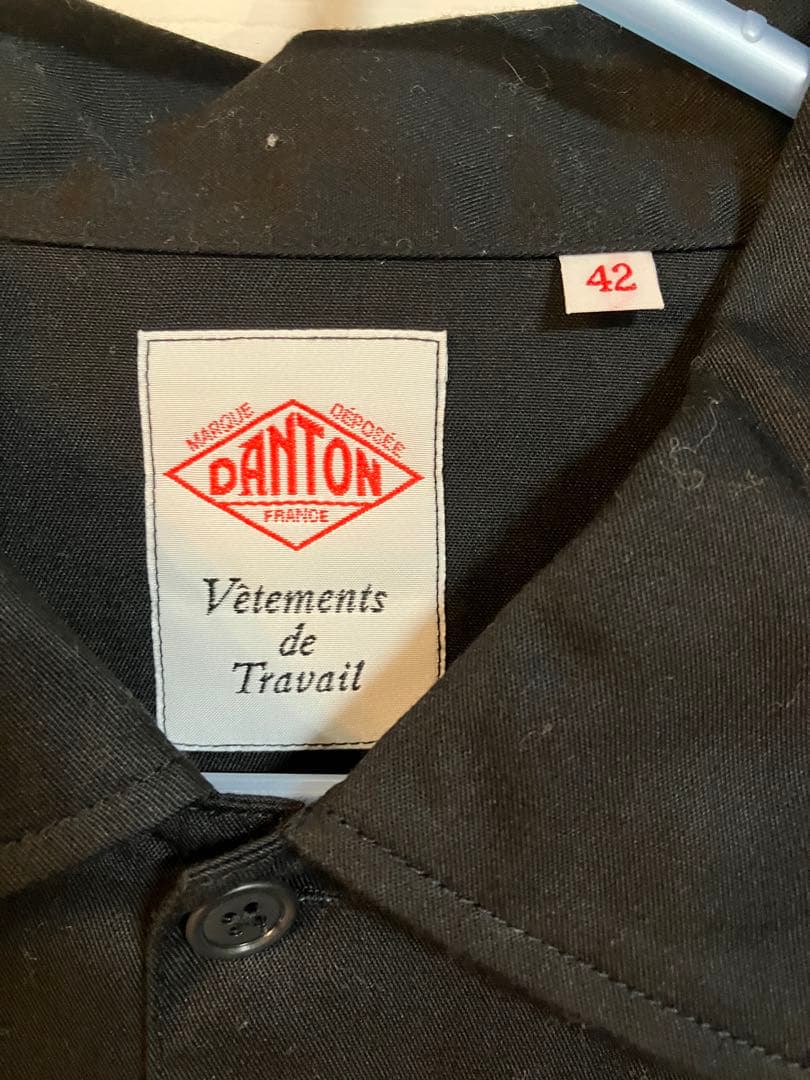 42
MARQUE DÉPOSÉE
DANTON
FRANCE
Vêtements
de
Travail